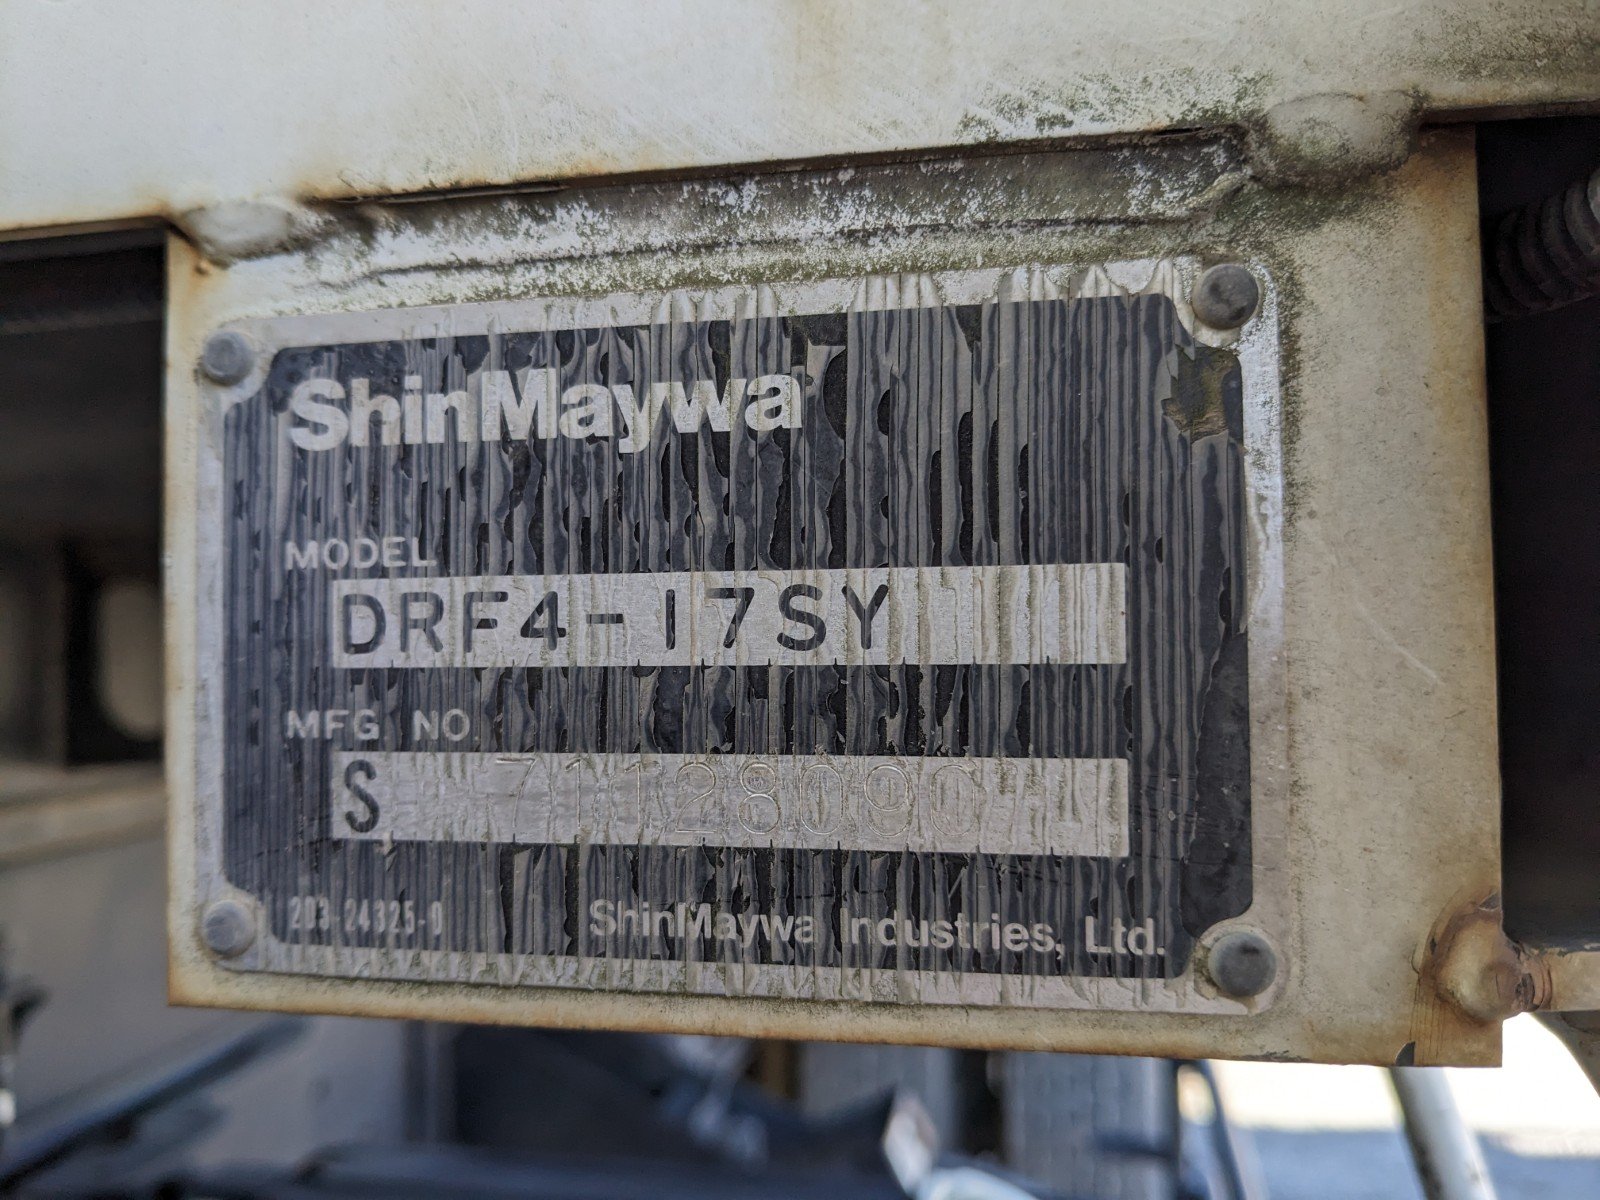 ShinMaywa
MODEL
DRF4-17SY
MFG NO.
S 71128090
203-24325-0
ShinMaywa Industries, Ltd.